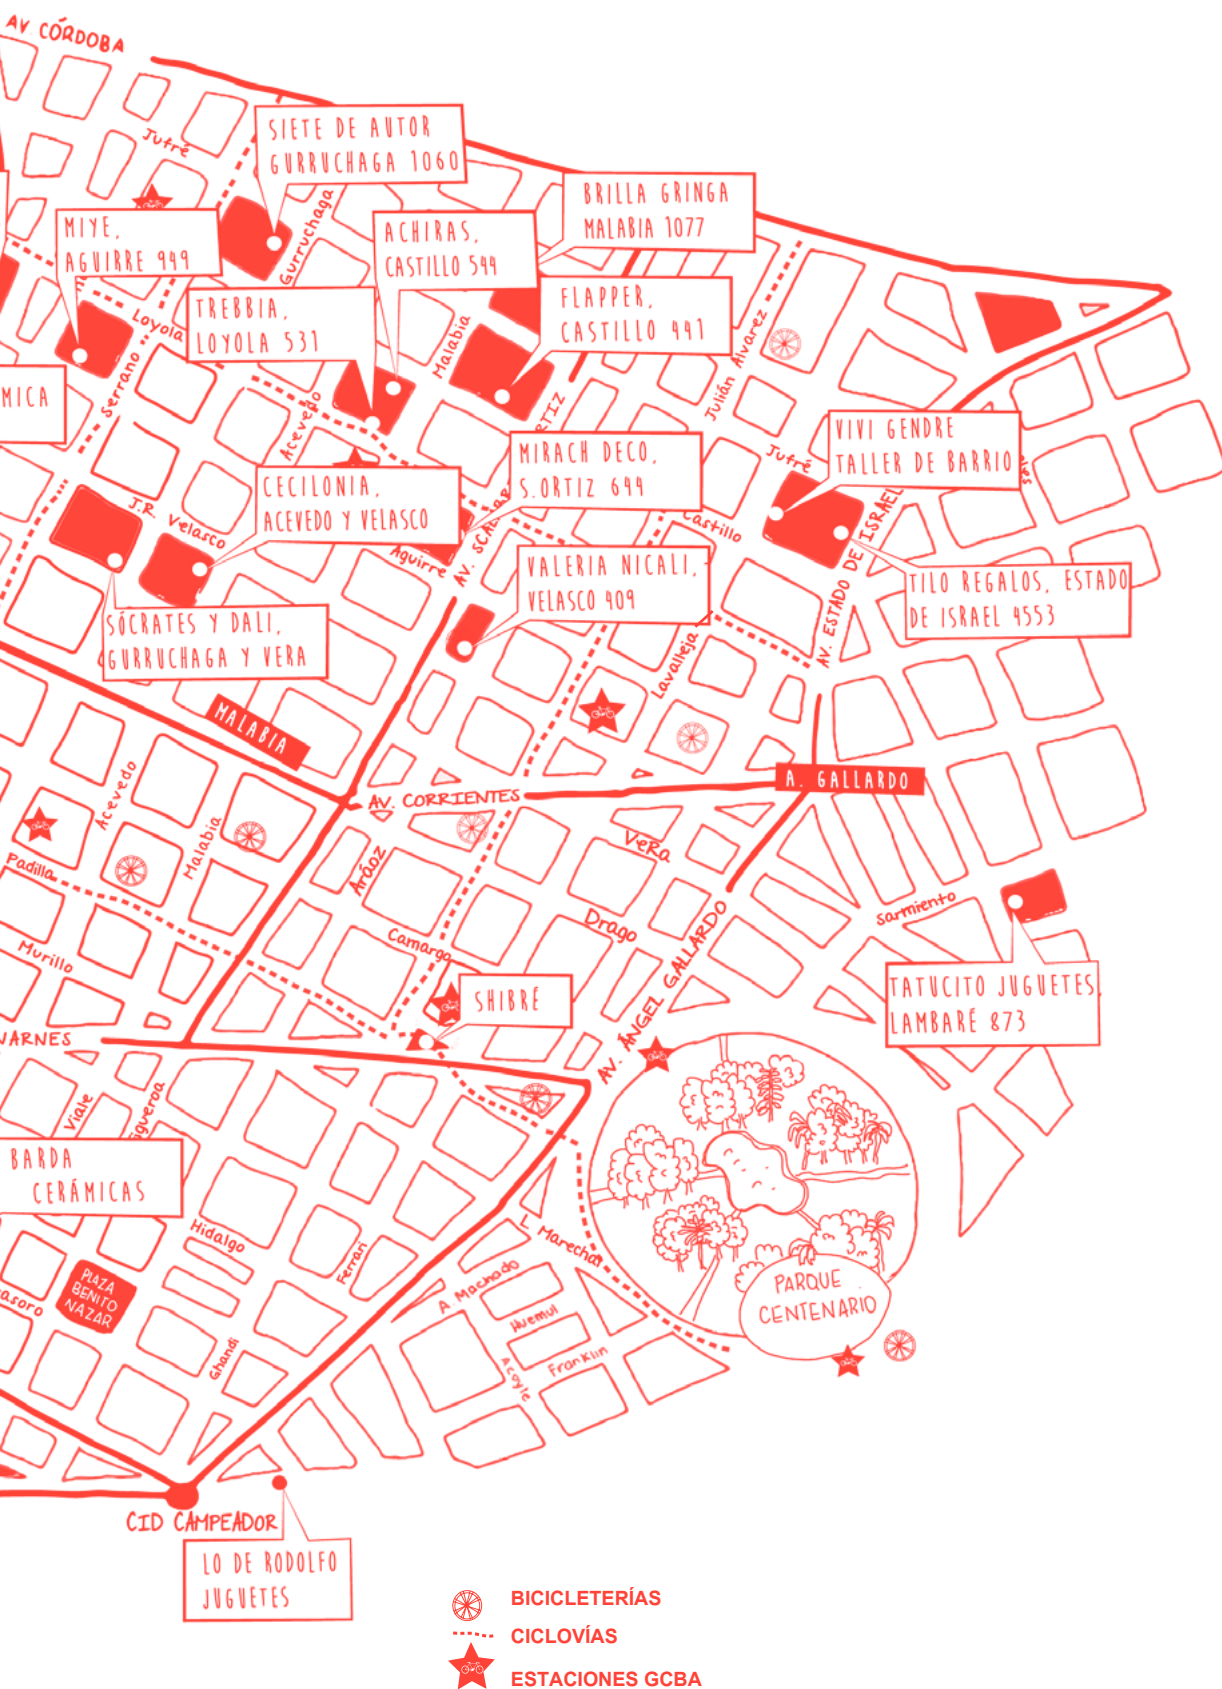 AV CÓRDOBA
Jufré
SIETE DE AUTOR
GURRUCHAGA 1060
Gurruchaga
BRILLA GRINGA
MALABIA 1077
MIYE,
AGUIRRE 949
ACHIRAS,
CASTILLO 544
TREBBIA,
LOYOLA 531
FLAPPER,
CASTILLO 441
Loyola
Serrano
Malabia
Julián Alvarez
Acevedo
RTIZ
MICA
VIVI GENDRE
TALLER DE BARRIO
Jufré
MIRACH DECO,
S.ORTIZ 644
CECILONIA,
ACEVEDO Y VELASCO
J.R. Velasco
Aguirre
AV. SCALA
Castillo
AV. ESTADO DE ISRAEL
VALERIA NICALI,
VELASCO 409
TILO REGALOS, ESTADO
DE ISRAEL 4553
SÓCRATES Y DALI,
GURRUCHAGA Y VERA
Lavalleja
MALABIA
A. GALLARDO
AV. CORRIENTES
Acevedo
Malabia
Padilla
Aráoz
Vera
Drago
Camargo
Murillo
Sarmiento
AV. ÁNGEL GALLARDO
TATUCITO JUGUETES,
LAMBARÉ 873
SHIBRÉ
WARNES
Viale
igueroa
BARDA
CERÁMICAS
Hidalgo
Ferrari
L. Marechal
A. Machado
Huemul
Franklin
Acoyte
PLAZA
BENITO
NAZAR
asoro
Ghandi
PARQUE
CENTENARIO
CID CAMPEADOR
LO DE RODOLFO
JUGUETES
BICICLETERÍAS
CICLOVÍAS
ESTACIONES GCBA